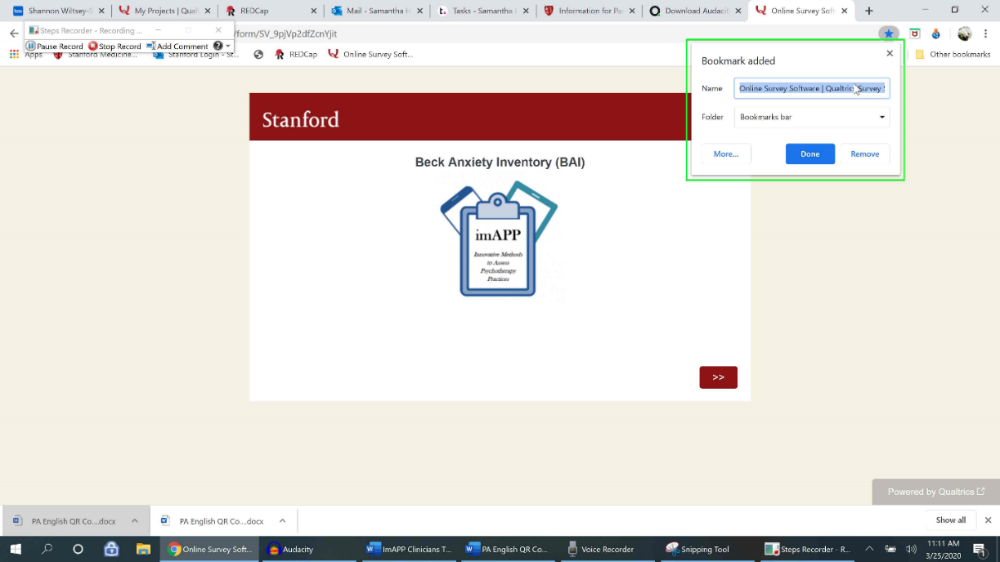 Shannon Wiltsey-S
My Projects | Qual
REDCap
Mail - Samantha H
Tasks - Samantha
Information for Pa
Download Audacit
Online Survey Soft
Steps Recorder - Recording ...
/form/SV_9pjVp2dfZcnYjit
Pause Record
Stop Record
Add Comment
Apps
Stanford Medicine...
Stanford Login - St...
REDCap
Online Survey Soft...
Other bookmarks
Bookmark added
Name
Online Survey Software | Qualtrics Survey S
Folder
Bookmarks bar
More...
Done
Remove
Stanford
Beck Anxiety Inventory (BAI)
imAPP
Innovative Methods
to Assess
Psychotherapy
Practices
>>
Powered by Qualtrics
PA English QR Co....docx
PA English QR Co....docx
Show all
Online Survey Soft...
Audacity
ImAPP Clinicians T...
PA English QR Co...
Voice Recorder
Snipping Tool
Steps Recorder - R...
11:11 AM
3/25/2020
1